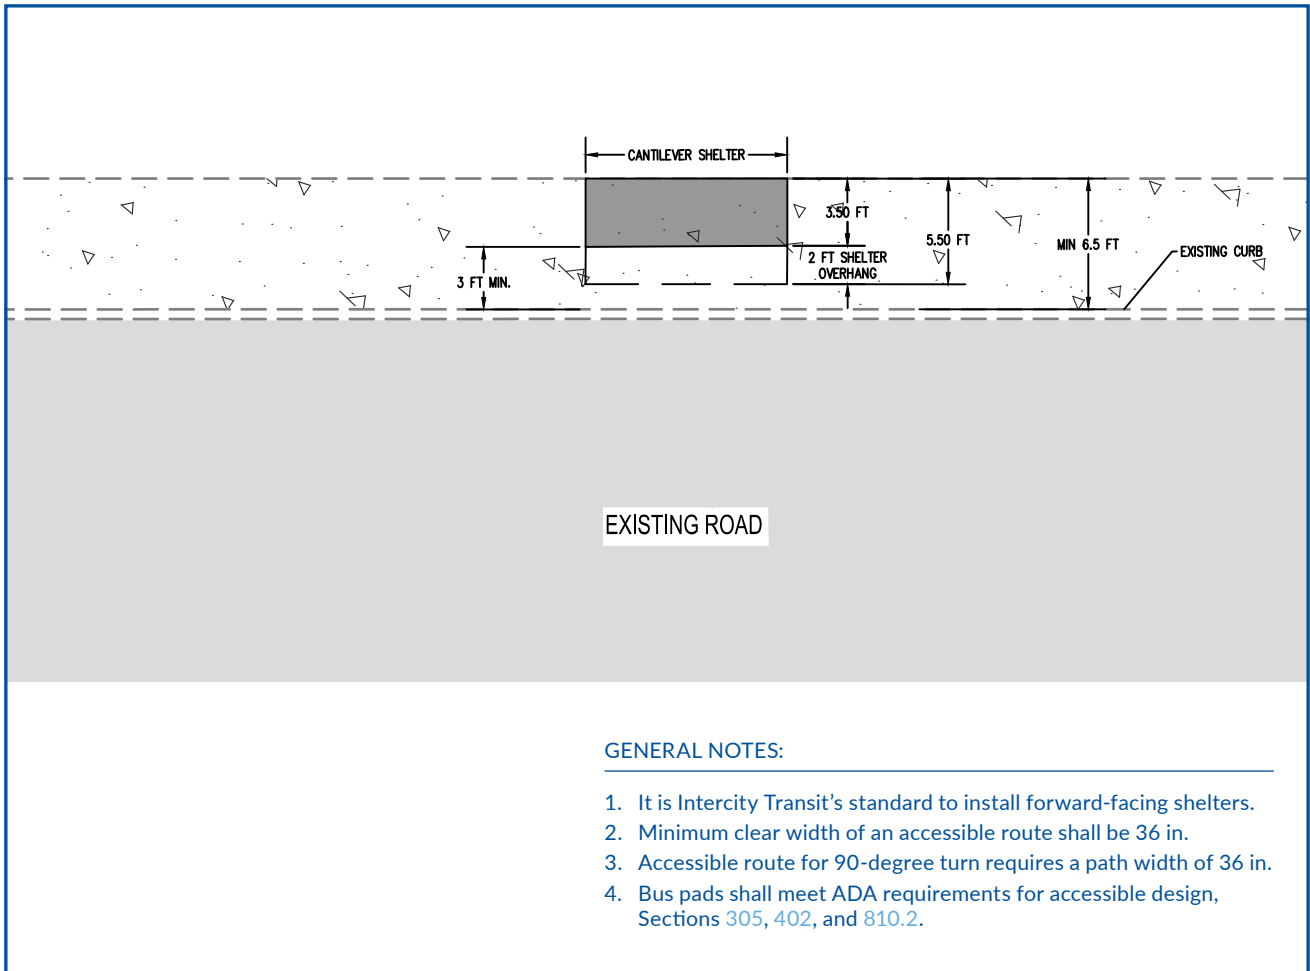 CANTILEVER SHELTER
3.50 FT
5.50 FT
MIN 6.5 FT
EXISTING CURB
2 FT SHELTER
OVERHANG
3 FT MIN.
EXISTING ROAD
GENERAL NOTES:
1. It is Intercity Transit's standard to install forward-facing shelters.
2. Minimum clear width of an accessible route shall be 36 in.
3. Accessible route for 90-degree turn requires a path width of 36 in.
4. Bus pads shall meet ADA requirements for accessible design,
Sections 305, 402, and 810.2.